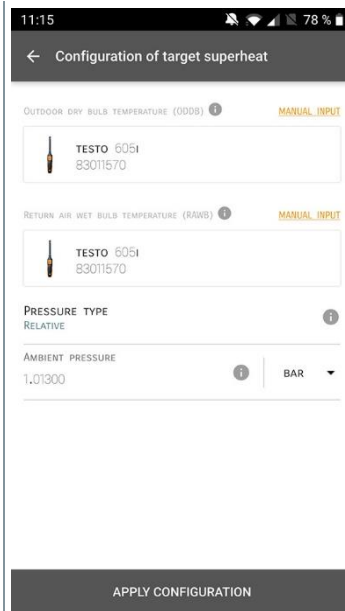 11:15 78 %
Configuration of target superheat
OUTDOOR DRY BULB TEMPERATURE (ODDB) MANUAL INPUT
TESTO 605I
83011570
RETURN AIR WET BULB TEMPERATURE (RAWB) MANUAL INPUT
TESTO 605I
83011570
PRESSURE TYPE
RELATIVE
AMBIENT PRESSURE
1.01300 BAR
APPLY CONFIGURATION